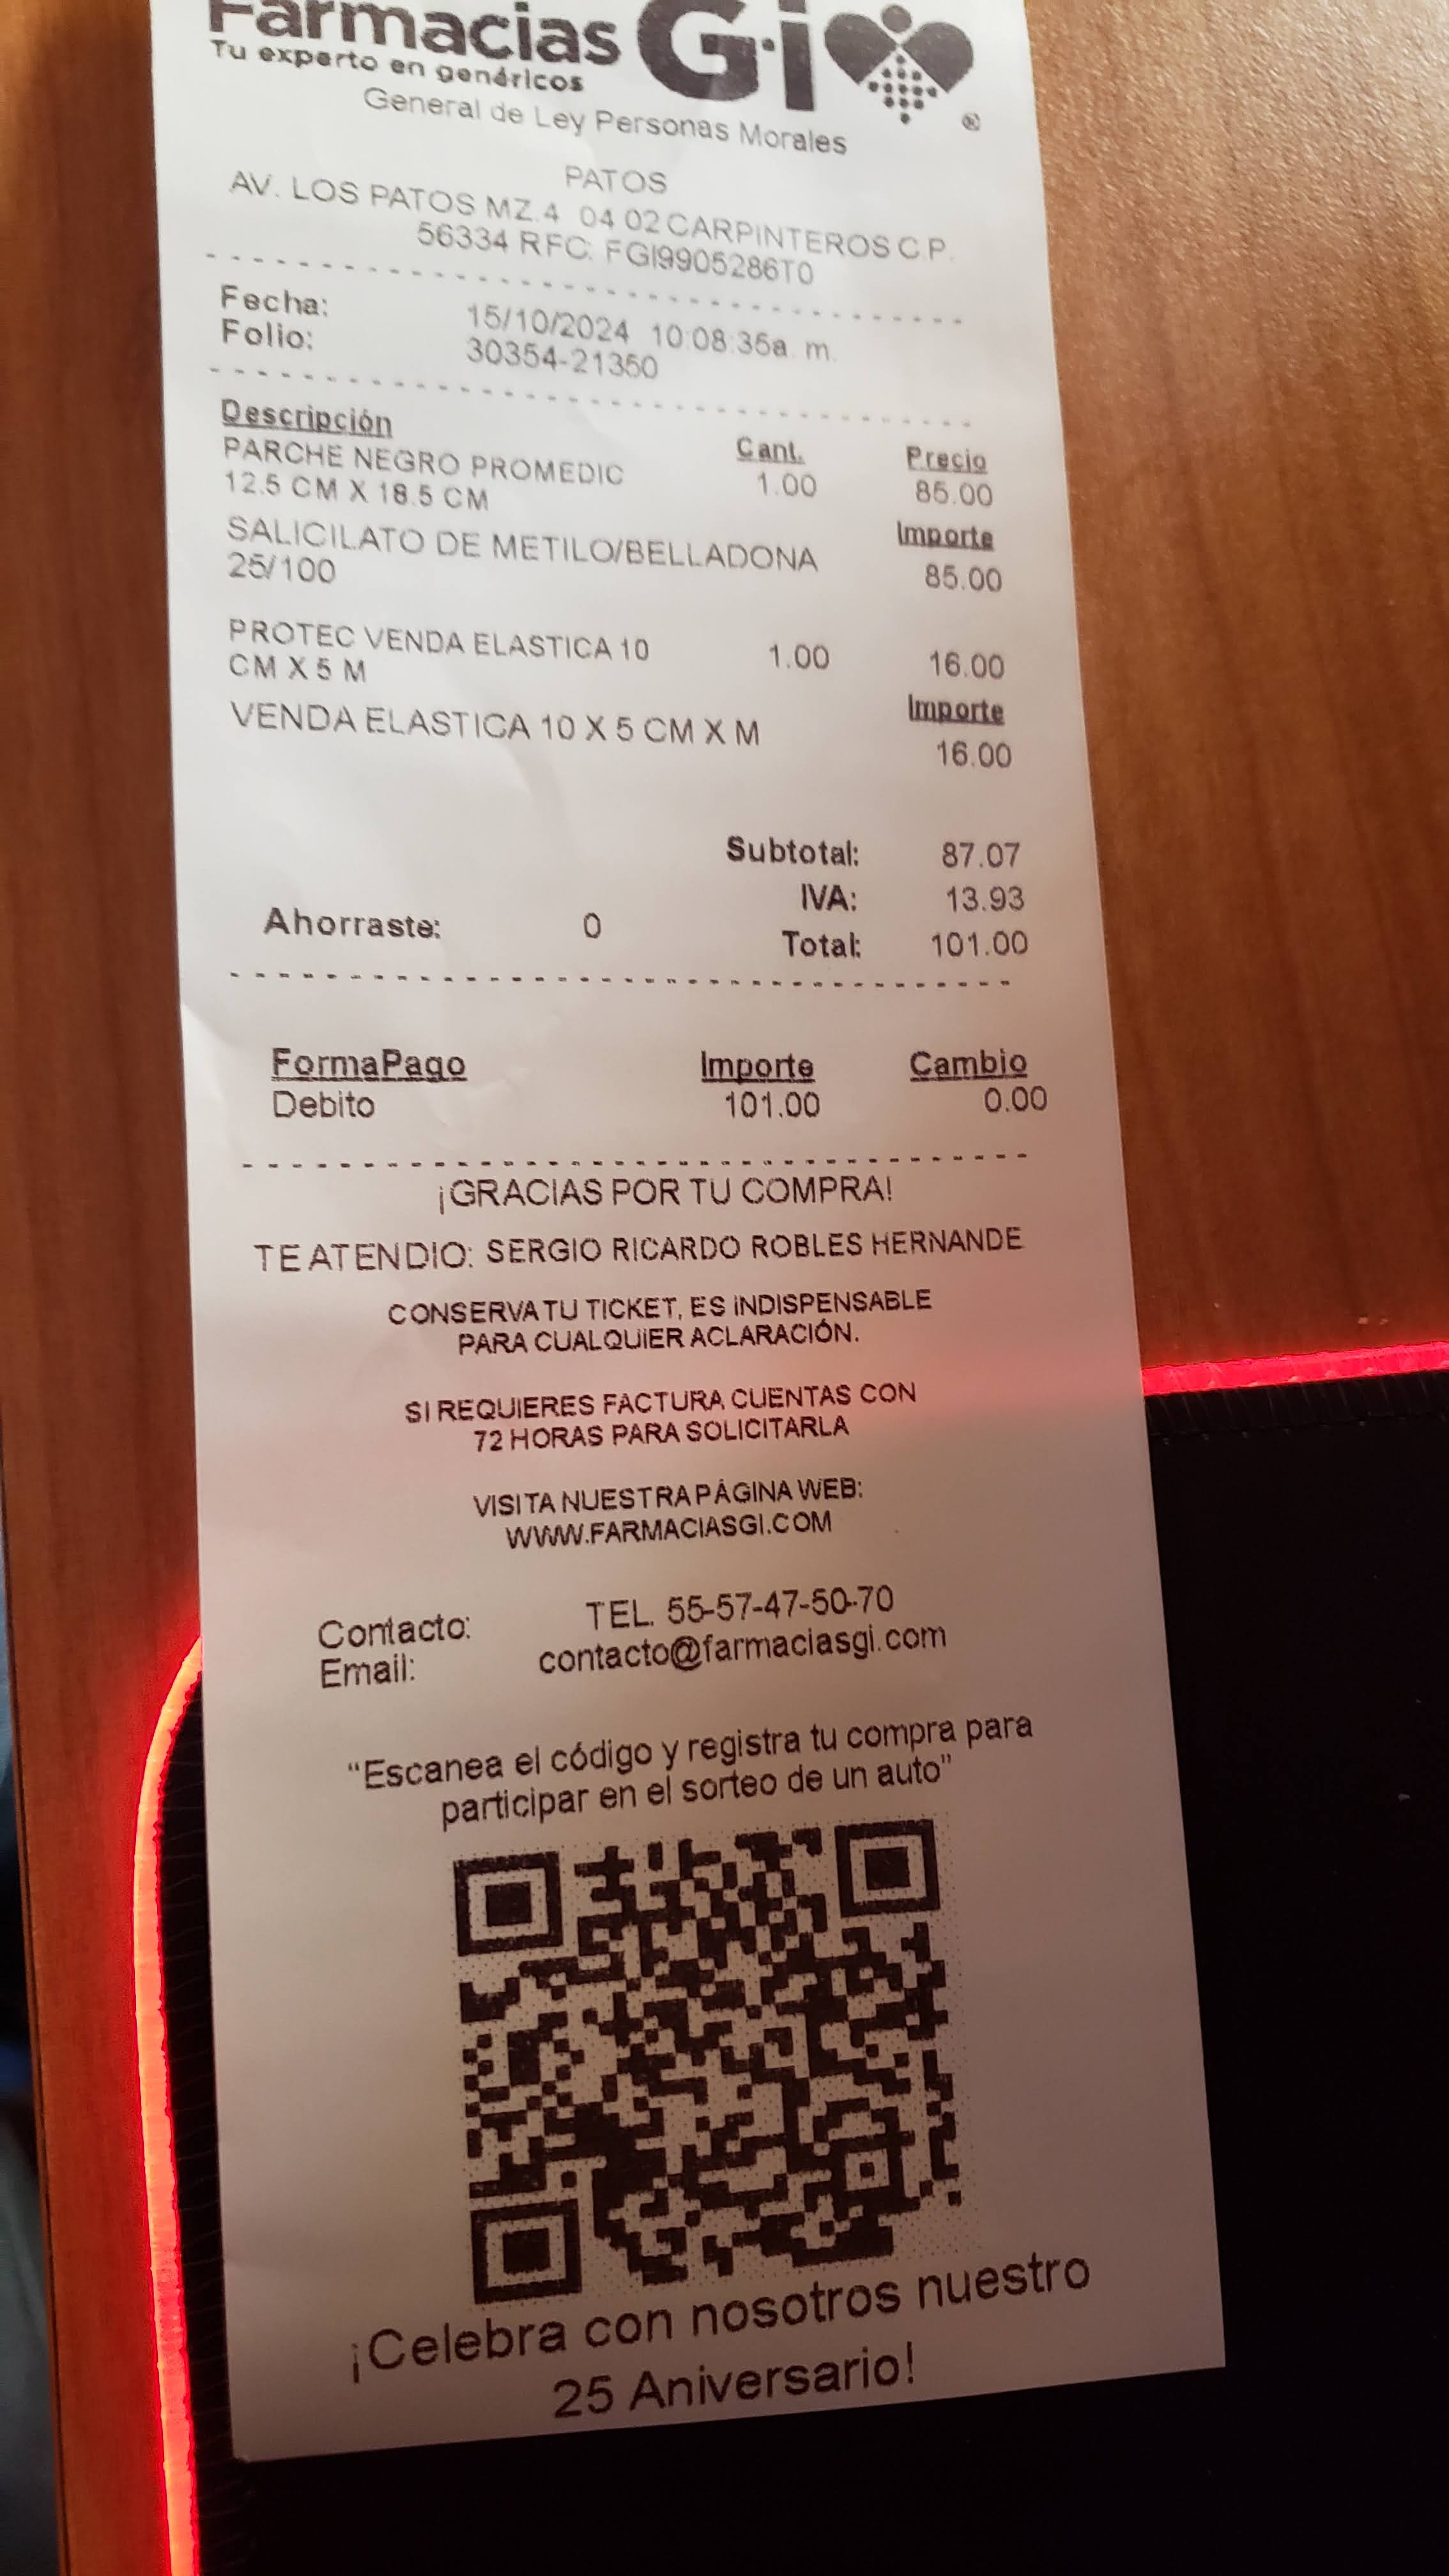 Farmacias Gi
Tu experto en genéricos
®
General de Ley Personas Morales
PATOS
AV. LOS PATOS MZ.4 04 02 CARPINTEROS C.P.
56334 RFC: FGI9905286T0
Fecha: 15/10/2024 10:08:35a. m.
Folio: 30354-21350
Descripción Cant. Precio
PARCHE NEGRO PROMEDIC 1.00 85.00
12.5 CM X 18.5 CM
Importe
SALICILATO DE METILO/BELLADONA 85.00
25/100
PROTEC VENDA ELASTICA 10 1.00 16.00
CM X 5 M
Importe
VENDA ELASTICA 10 X 5 CM X M 16.00
Subtotal: 87.07
IVA: 13.93
Ahorraste: 0 Total: 101.00
FormaPago Importe Cambio
Debito 101.00 0.00
¡GRACIAS POR TU COMPRA!
TE ATENDIO: SERGIO RICARDO ROBLES HERNANDE
CONSERVA TU TICKET, ES INDISPENSABLE
PARA CUALQUIER ACLARACIÓN.
SI REQUIERES FACTURA CUENTAS CON
72 HORAS PARA SOLICITARLA
VISITA NUESTRA PÁGINA WEB:
WWW.FARMACIASGI.COM
Contacto: TEL. 55-57-47-50-70
Email: contacto@farmaciasgi.com
“Escanea el código y registra tu compra para
participar en el sorteo de un auto”
¡Celebra con nosotros nuestro
25 Aniversario!